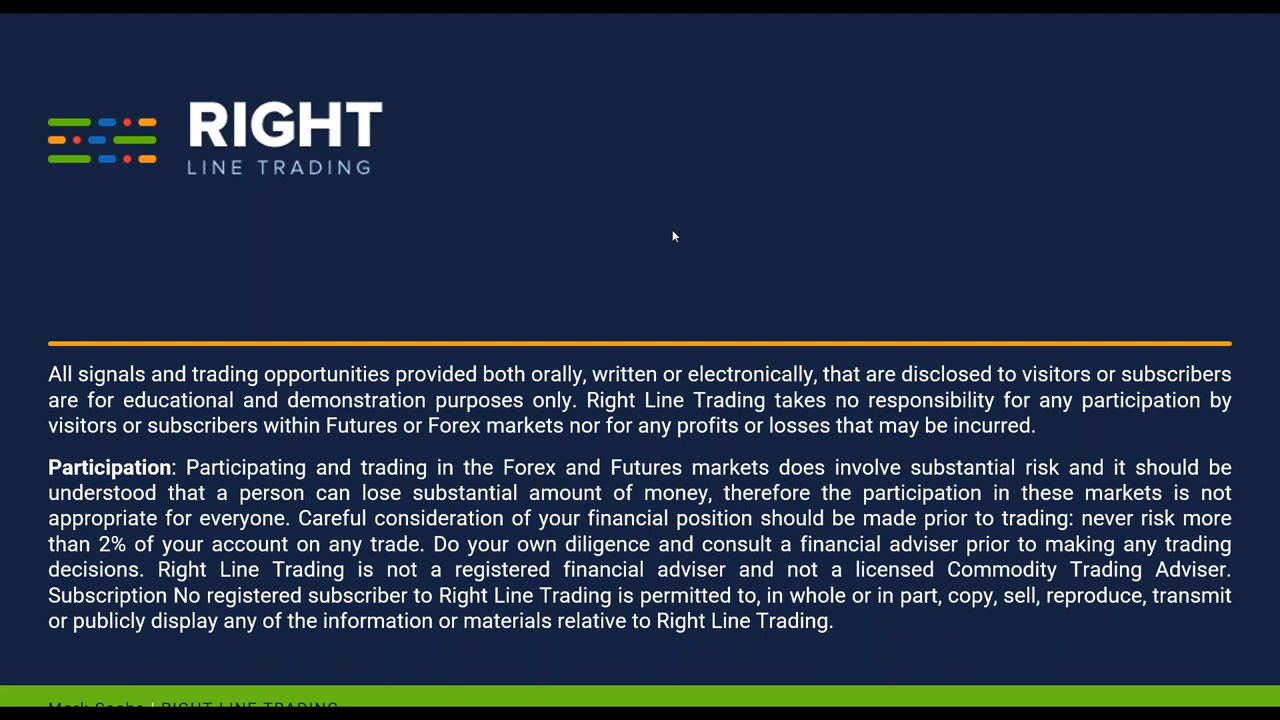 RIGHT
LINE TRADING
All signals and trading opportunities provided both orally, written or electronically, that are disclosed to visitors or subscribers
are for educational and demonstration purposes only. Right Line Trading takes no responsibility for any participation by
visitors or subscribers within Futures or Forex markets nor for any profits or losses that may be incurred.
Participation: Participating and trading in the Forex and Futures markets does involve substantial risk and it should be
understood that a person can lose substantial amount of money, therefore the participation in these markets is not
appropriate for everyone. Careful consideration of your financial position should be made prior to trading: never risk more
than 2% of your account on any trade. Do your own diligence and consult a financial adviser prior to making any trading
decisions. Right Line Trading is not a registered financial adviser and not a licensed Commodity Trading Adviser.
Subscription No registered subscriber to Right Line Trading is permitted to, in whole or in part, copy, sell, reproduce, transmit
or publicly display any of the information or materials relative to Right Line Trading.
Mark | RIGHT LINE TRADING